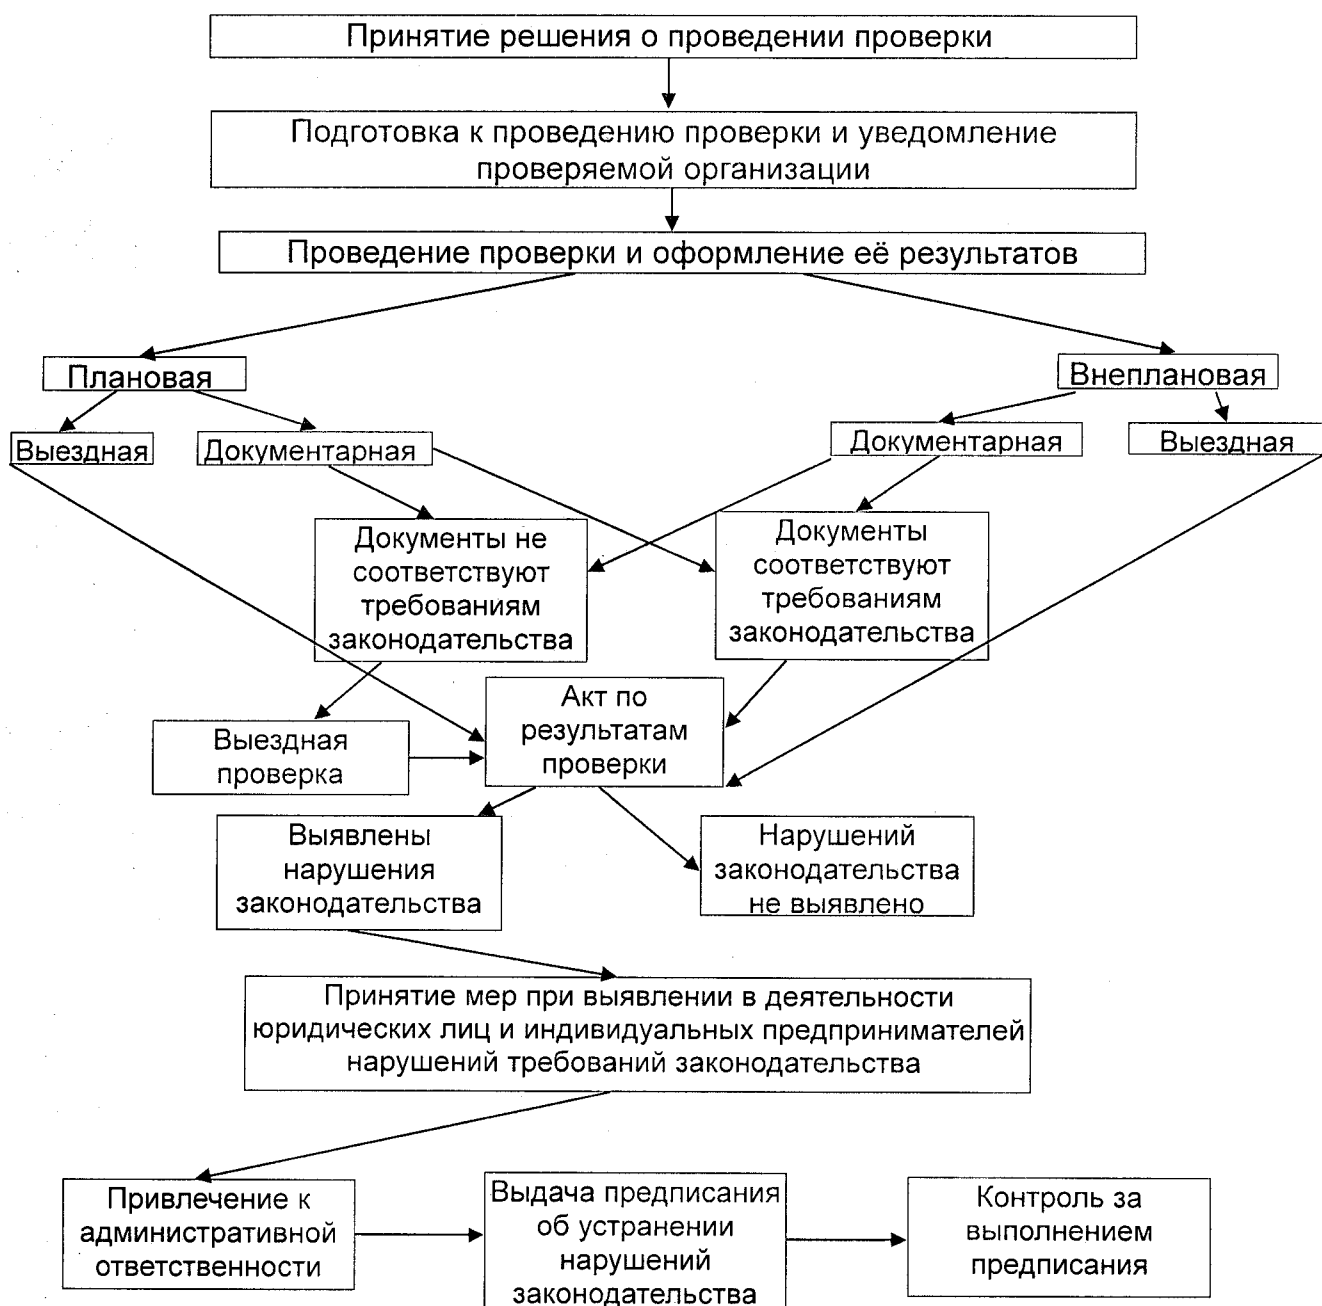 Принятие решения о проведении проверки
Подготовка к проведению проверки и уведомление
проверяемой организации
Проведение проверки и оформление её результатов
Плановая
Внеплановая
Выездная
Документарная
Документарная
Выездная
Документы не
соответствуют
требованиям
законодательства
Документы
соответствуют
требованиям
законодательства
Акт по
результатам
проверки
Выездная
проверка
Выявлены
нарушения
законодательства
Нарушений
законодательства
не выявлено
Принятие мер при выявлении в деятельности
юридических лиц и индивидуальных предпринимателей
нарушений требований законодательства
Привлечение к
административной
ответственности
Выдача предписания
об устранении
нарушений
законодательства
Контроль за
выполнением
предписания